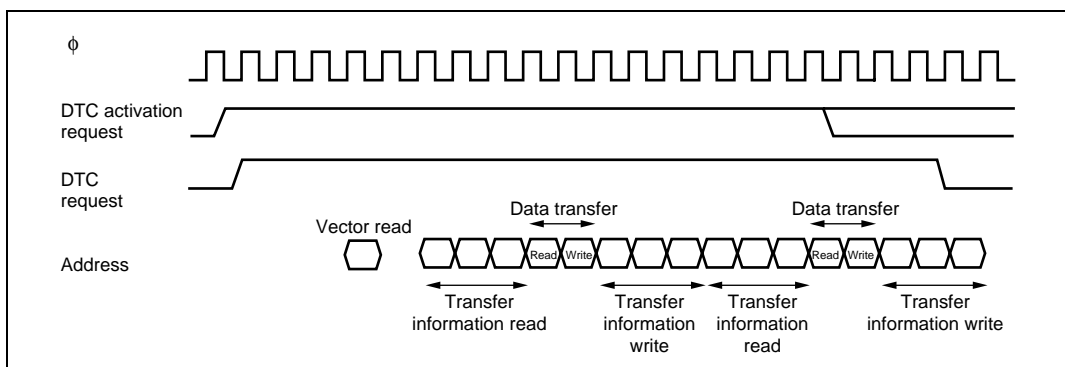 ϕ
DTC activation
request
DTC
request
Data transfer
Data transfer
Vector read
Address
Read
Write
Read
Write
Transfer
information read
Transfer
information
write
Transfer
information
read
Transfer
information write